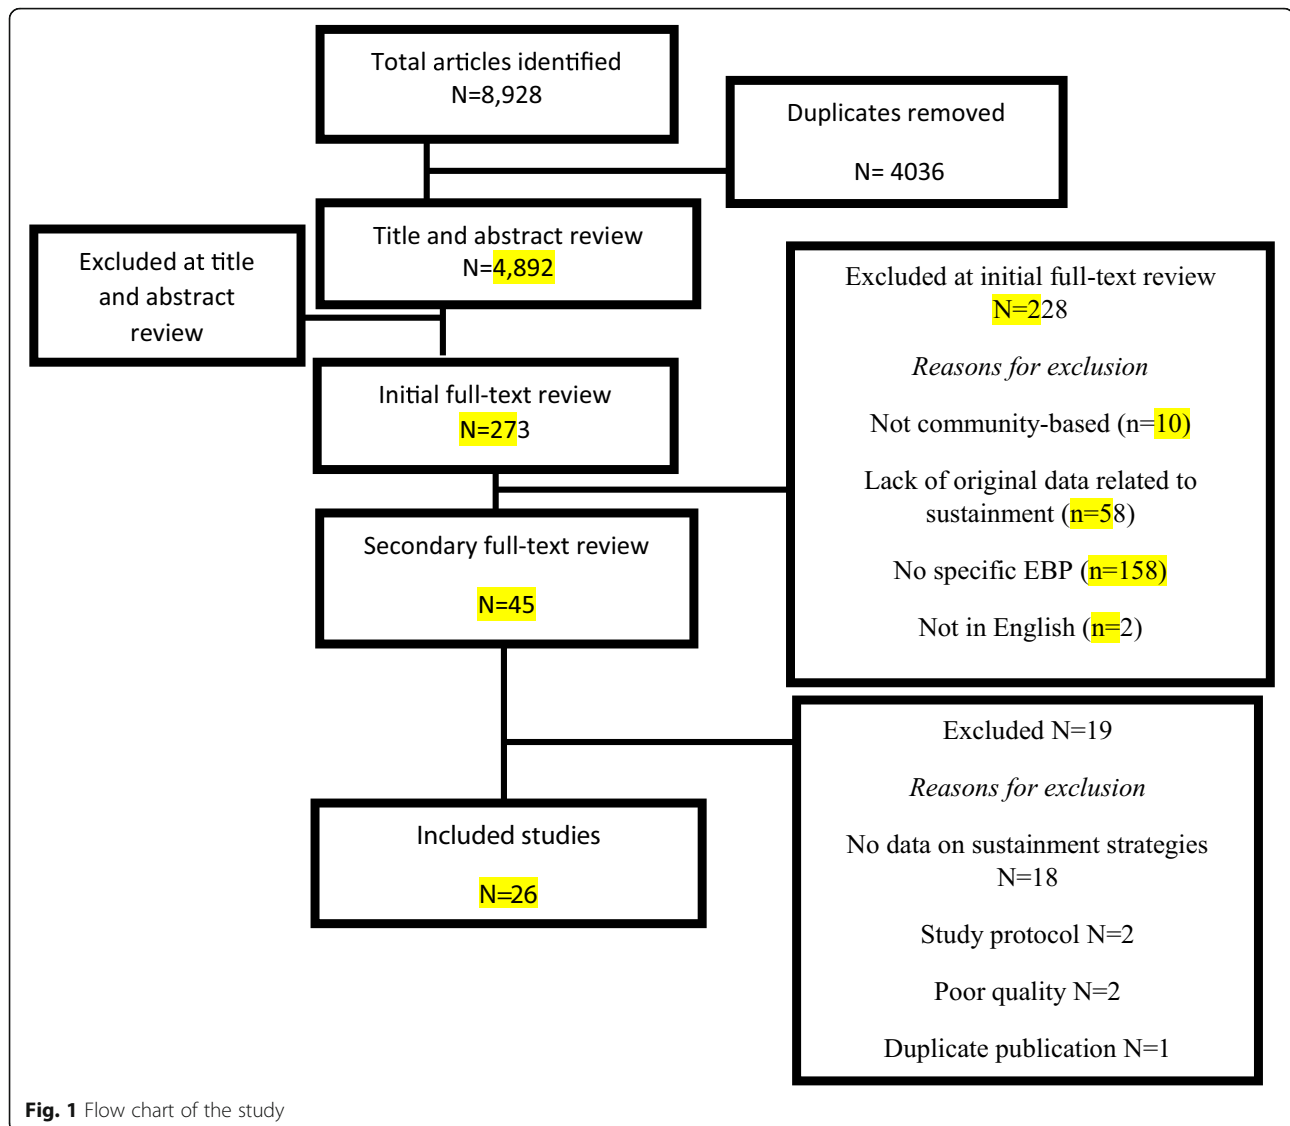 Total articles identified
N=8,928
Duplicates removed
N= 4036
Title and abstract review
N=4,892
Excluded at title
and abstract
review
Initial full-text review
N=273
Excluded at initial full-text review
N=228
Reasons for exclusion
Not community-based (n=10)
Lack of original data related to
sustainment (n=58)
No specific EBP (n=158)
Not in English (n=2)
Secondary full-text review
N=45
Excluded N=19
Reasons for exclusion
No data on sustainment strategies
N=18
Study protocol N=2
Poor quality N=2
Duplicate publication N=1
Included studies
N=26
Fig. 1 Flow chart of the study